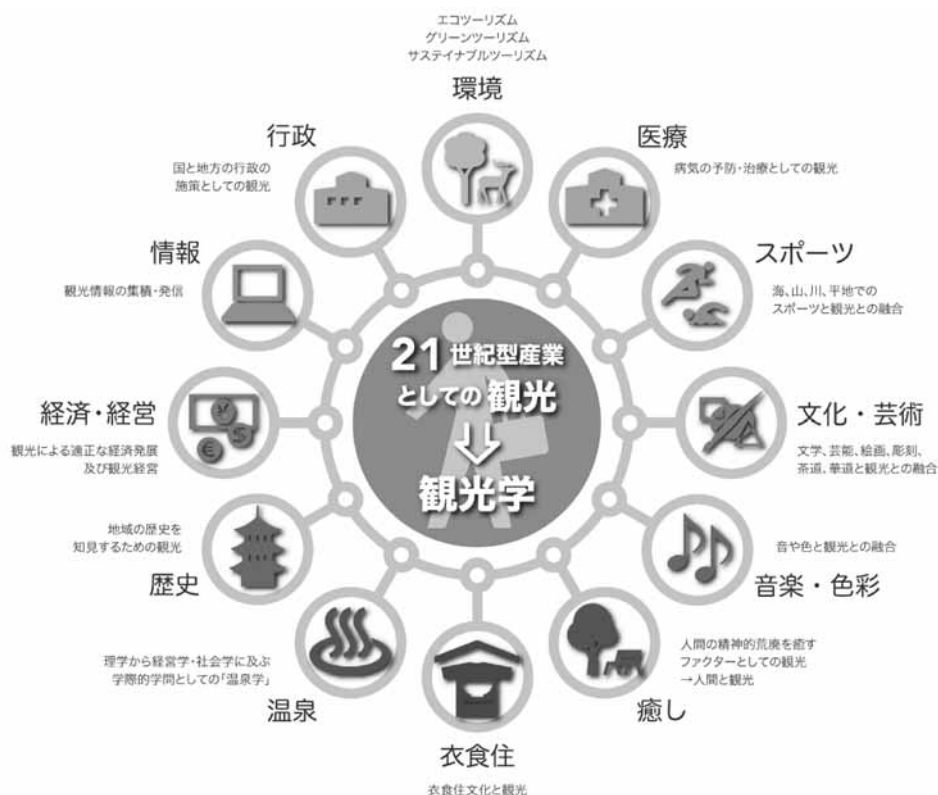 エコツーリズム
グリーンツーリズム
サステイナブルツーリズム
環境
医療
病気の予防・治療としての観光
スポーツ
海、山、川、平地での
スポーツと観光との融合
文化・芸術
文学、芸能、絵画、彫刻、
茶道、華道と観光との融合
音や色と観光との融合
音楽・色彩
人間の精神的荒廃を癒す
ファクターとしての観光
→人間と観光
癒し
衣食住
衣食住文化と観光
理学から経営学・社会学に及ぶ
学際的学問としての「温泉学」
温泉
地域の歴史を
知見するための観光
歴史
経済・経営
観光による適正な経済発展
及び観光経営
情報
観光情報の集積・発信
行政
国と地方の行政の
施策としての観光
21世紀型産業
としての観光
⇩
観光学
¥
$
€